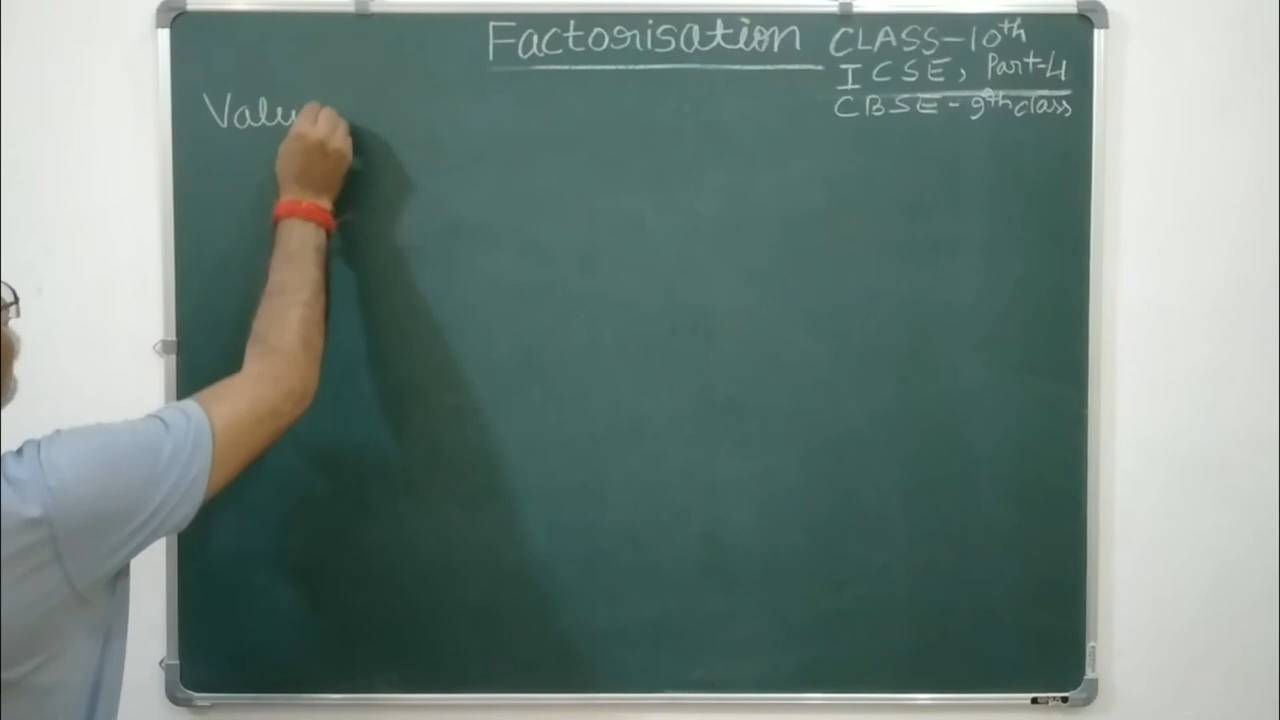 Factorisation CLASS-10th
ICSE, Part-4
CBSE-9th class
Valu